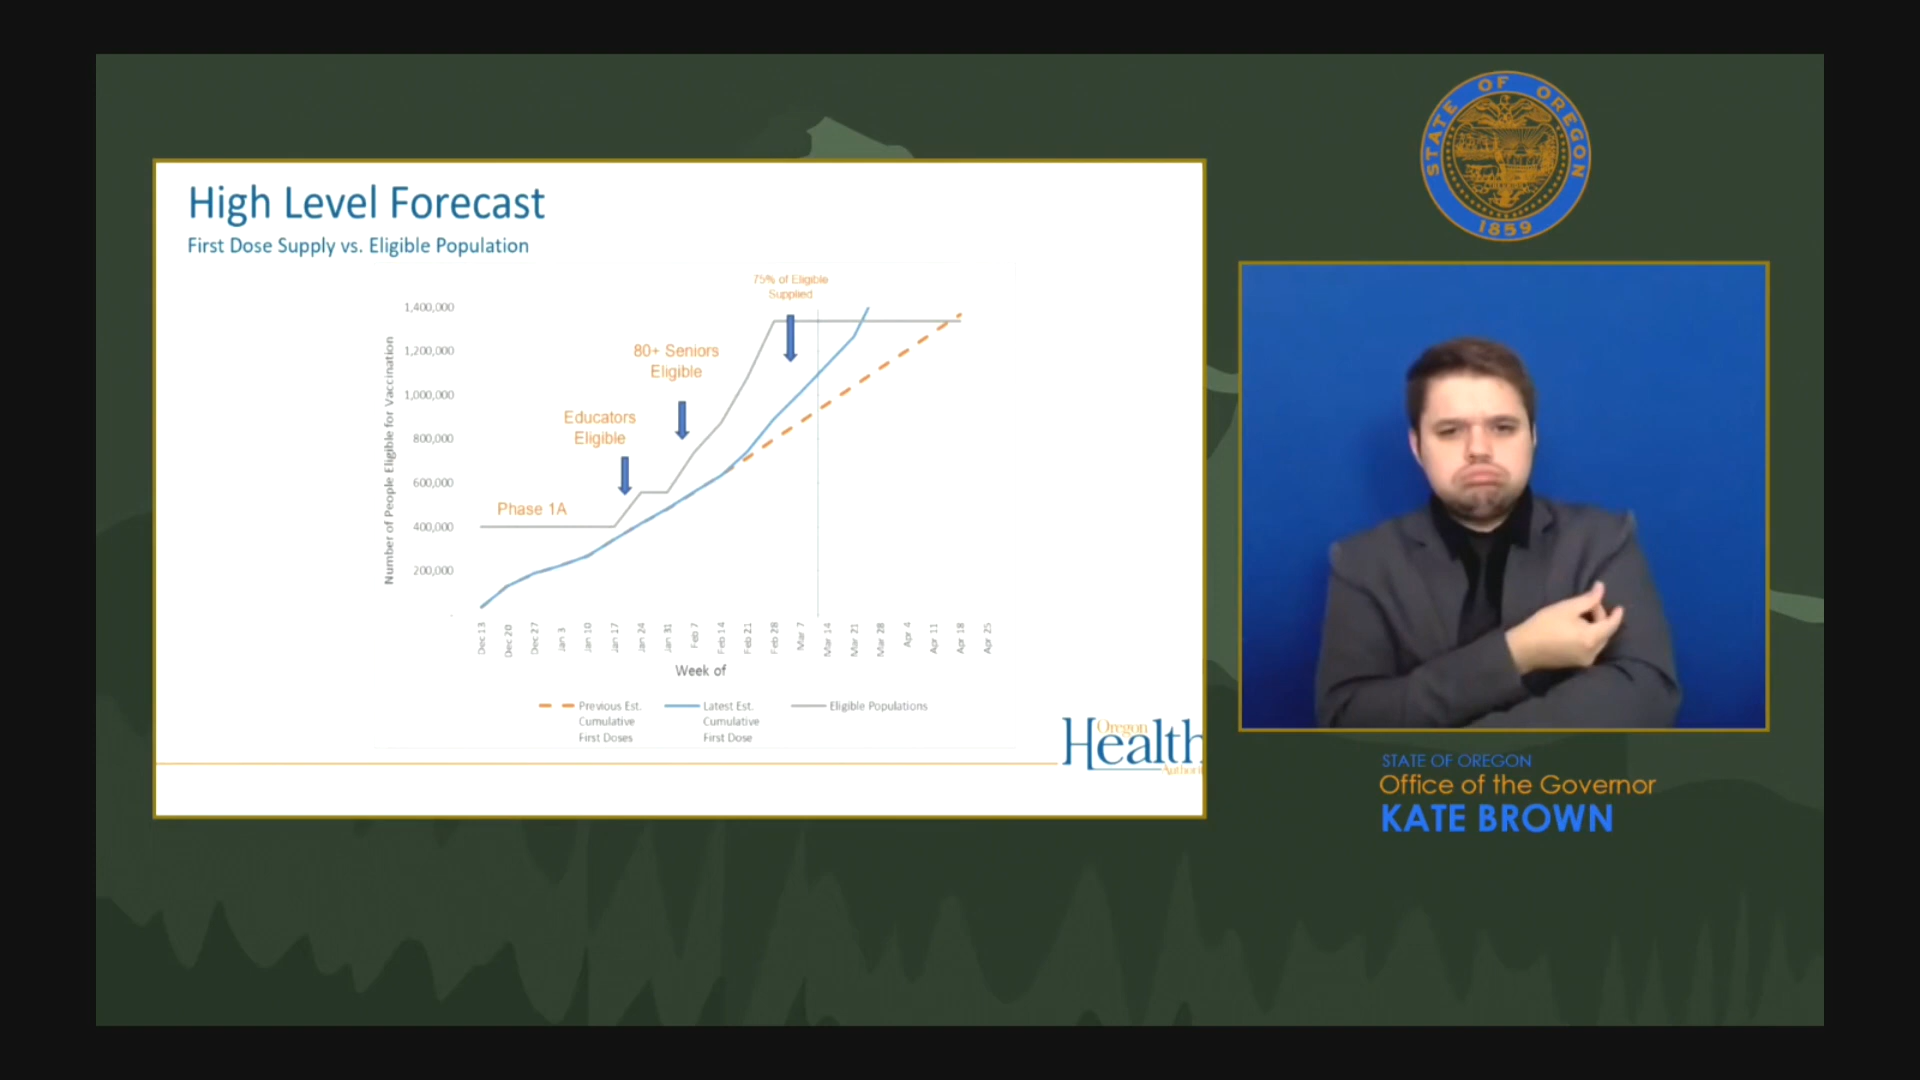 High Level Forecast
First Dose Supply vs. Eligible Population
75% of Eligible
Supplied
80+ Seniors
Eligible
Educators
Eligible
Phase 1A
Number of People Eligible for Vaccination
1,400,000
1,200,000
1,000,000
800,000
600,000
400,000
200,000
-
Dec 13
Dec 20
Dec 27
Jan 3
Jan 10
Jan 17
Jan 24
Jan 31
Feb 7
Feb 14
Feb 21
Feb 28
Mar 7
Mar 14
Mar 21
Mar 28
Apr 4
Apr 11
Apr 18
Apr 25
Week of
Previous Est.
Cumulative
First Doses
Latest Est.
Cumulative
First Dose
Eligible Populations
Oregon
Health
Authori
STATE OF OREGON
1859
STATE OF OREGON
Office of the Governor
KATE BROWN